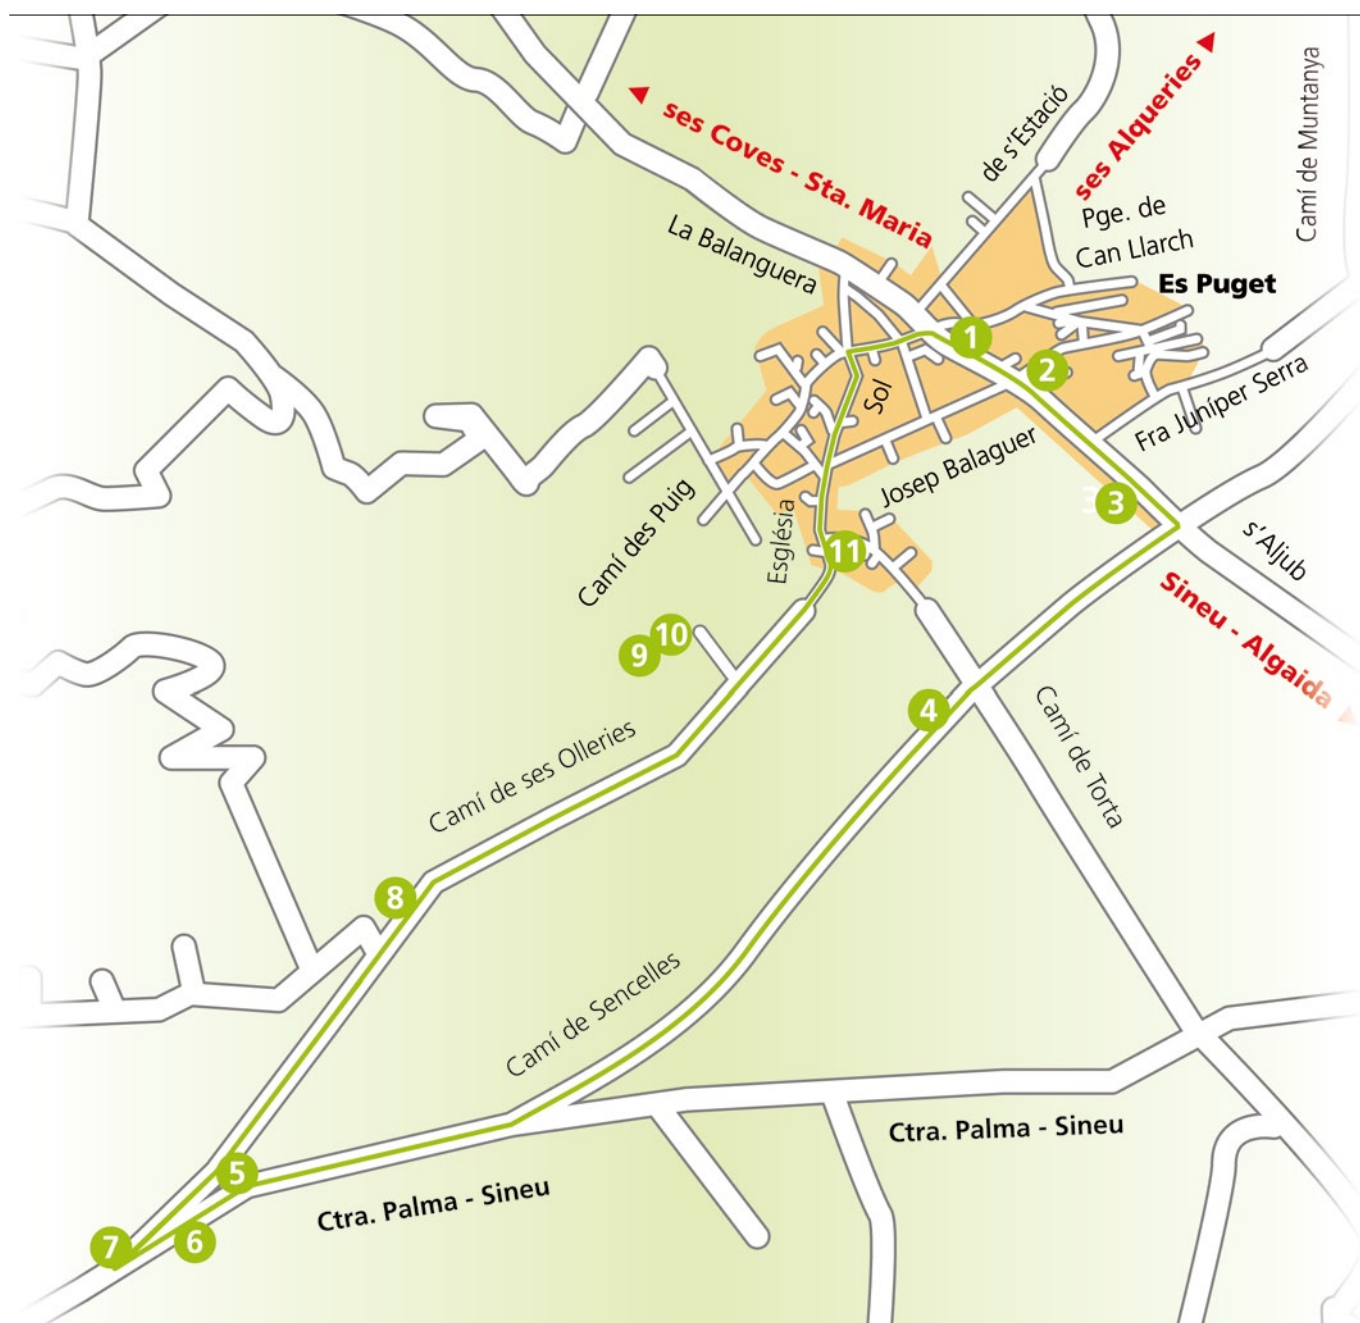 ses Coves - Sta. Maria
de s'Estació
ses Alqueries
Camí de Muntanya
La Balanguera
Pge. de
Can Llarch
Es Puget
1
2
Sol
Fra Juníper Serra
Josep Balaguer
3
Camí des Puig
Església
11
s'Aljub
Sineu - Algaida
9
10
4
Camí de Torta
Camí de ses Olleries
8
Camí de Sencelles
Ctra. Palma - Sineu
5
Ctra. Palma - Sineu
7
6